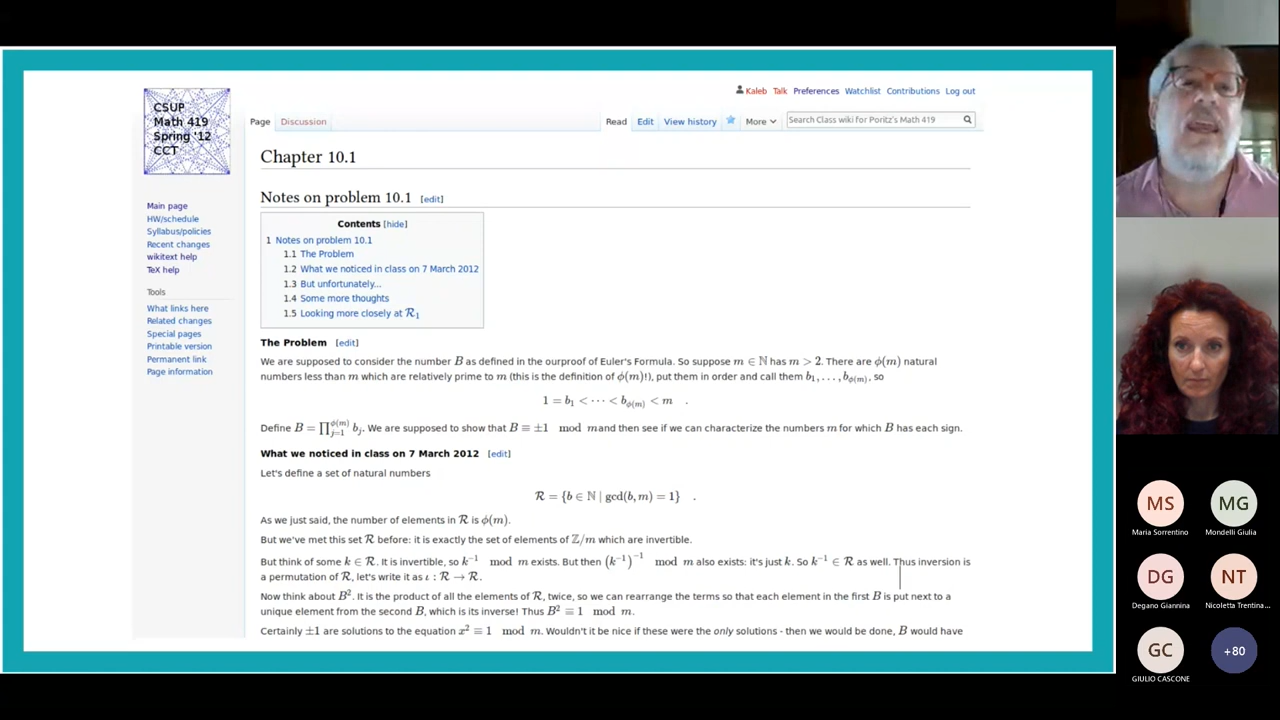 CSUP
Math 419
Spring '12
CCT
Kaleb Talk Preferences Watchlist Contributions Log out
Page Discussion Read Edit View history More Search Class wiki for Poritz's Math 419
Main page
HW/schedule
Syllabus/policies
Recent changes
wikitext help
TeX help
Tools
What links here
Related changes
Special pages
Printable version
Permanent link
Page information
Chapter 10.1
Notes on problem 10.1 [edit]
Contents [hide]
1 Notes on problem 10.1
1.1 The Problem
1.2 What we noticed in class on 7 March 2012
1.3 But unfortunately...
1.4 Some more thoughts
1.5 Looking more closely at ℛ₁
The Problem [edit]
We are supposed to consider the number B as defined in the ourproof of Euler's Formula. So suppose m ∈ ℕ has m > 2. There are ϕ(m) natural
numbers less than m which are relatively prime to m (this is the definition of ϕ(m)!), put them in order and call them b₁, . . . , b_{ϕ(m)}, so
1 = b₁ < ⋯ < b_{ϕ(m)} < m .
Define B = ∏_{j=1}^{ϕ(m)} b_j. We are supposed to show that B ≡ ±1 mod m and then see if we can characterize the numbers m for which B has each sign.
What we noticed in class on 7 March 2012 [edit]
Let's define a set of natural numbers
ℛ = {b ∈ ℕ | gcd(b, m) = 1} .
As we just said, the number of elements in ℛ is ϕ(m).
But we've met this set ℛ before: it is exactly the set of elements of ℤ/m which are invertible.
But think of some k ∈ ℛ. It is invertible, so k⁻¹ mod m exists. But then (k⁻¹)⁻¹ mod m also exists: it's just k. So k⁻¹ ∈ ℛ as well. Thus inversion is
a permutation of ℛ, let's write it as ι : ℛ → ℛ.
Now think about B². It is the product of all the elements of ℛ, twice, so we can rearrange the terms so that each element in the first B is put next to a
unique element from the second B, which is its inverse! Thus B² ≡ 1 mod m.
Certainly ±1 are solutions to the equation x² ≡ 1 mod m. Wouldn't it be nice if these were the only solutions - then we would be done, B would have
MS
Maria Sorrentino
MG
Mondelli Giulia
DG
Degano Giannina
NT
Nicoletta Trentina...
GC
GIULIO CASCONE
+80